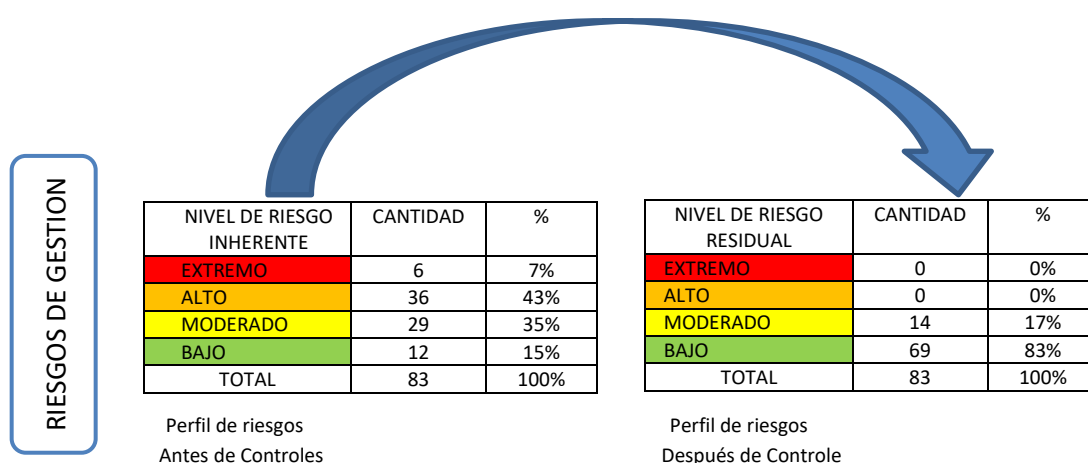 RIESGOS DE GESTION
NIVEL DE RIESGO INHERENTE CANTIDAD %
EXTREMO 6 7%
ALTO 36 43%
MODERADO 29 35%
BAJO 12 15%
TOTAL 83 100%
Perfil de riesgos
Antes de Controles
NIVEL DE RIESGO RESIDUAL CANTIDAD %
EXTREMO 0 0%
ALTO 0 0%
MODERADO 14 17%
BAJO 69 83%
TOTAL 83 100%
Perfil de riesgos
Después de Controle